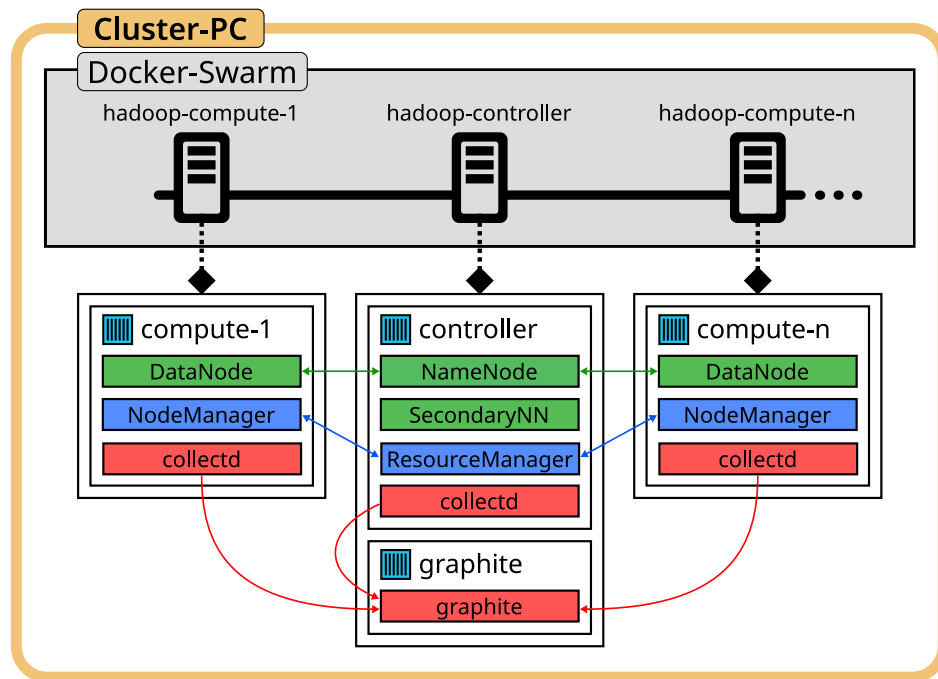 Cluster-PC
Docker-Swarm
hadoop-compute-1
hadoop-controller
hadoop-compute-n
compute-1
DataNode
NodeManager
collectd
controller
NameNode
SecondaryNN
ResourceManager
collectd
graphite
graphite
compute-n
DataNode
NodeManager
collectd